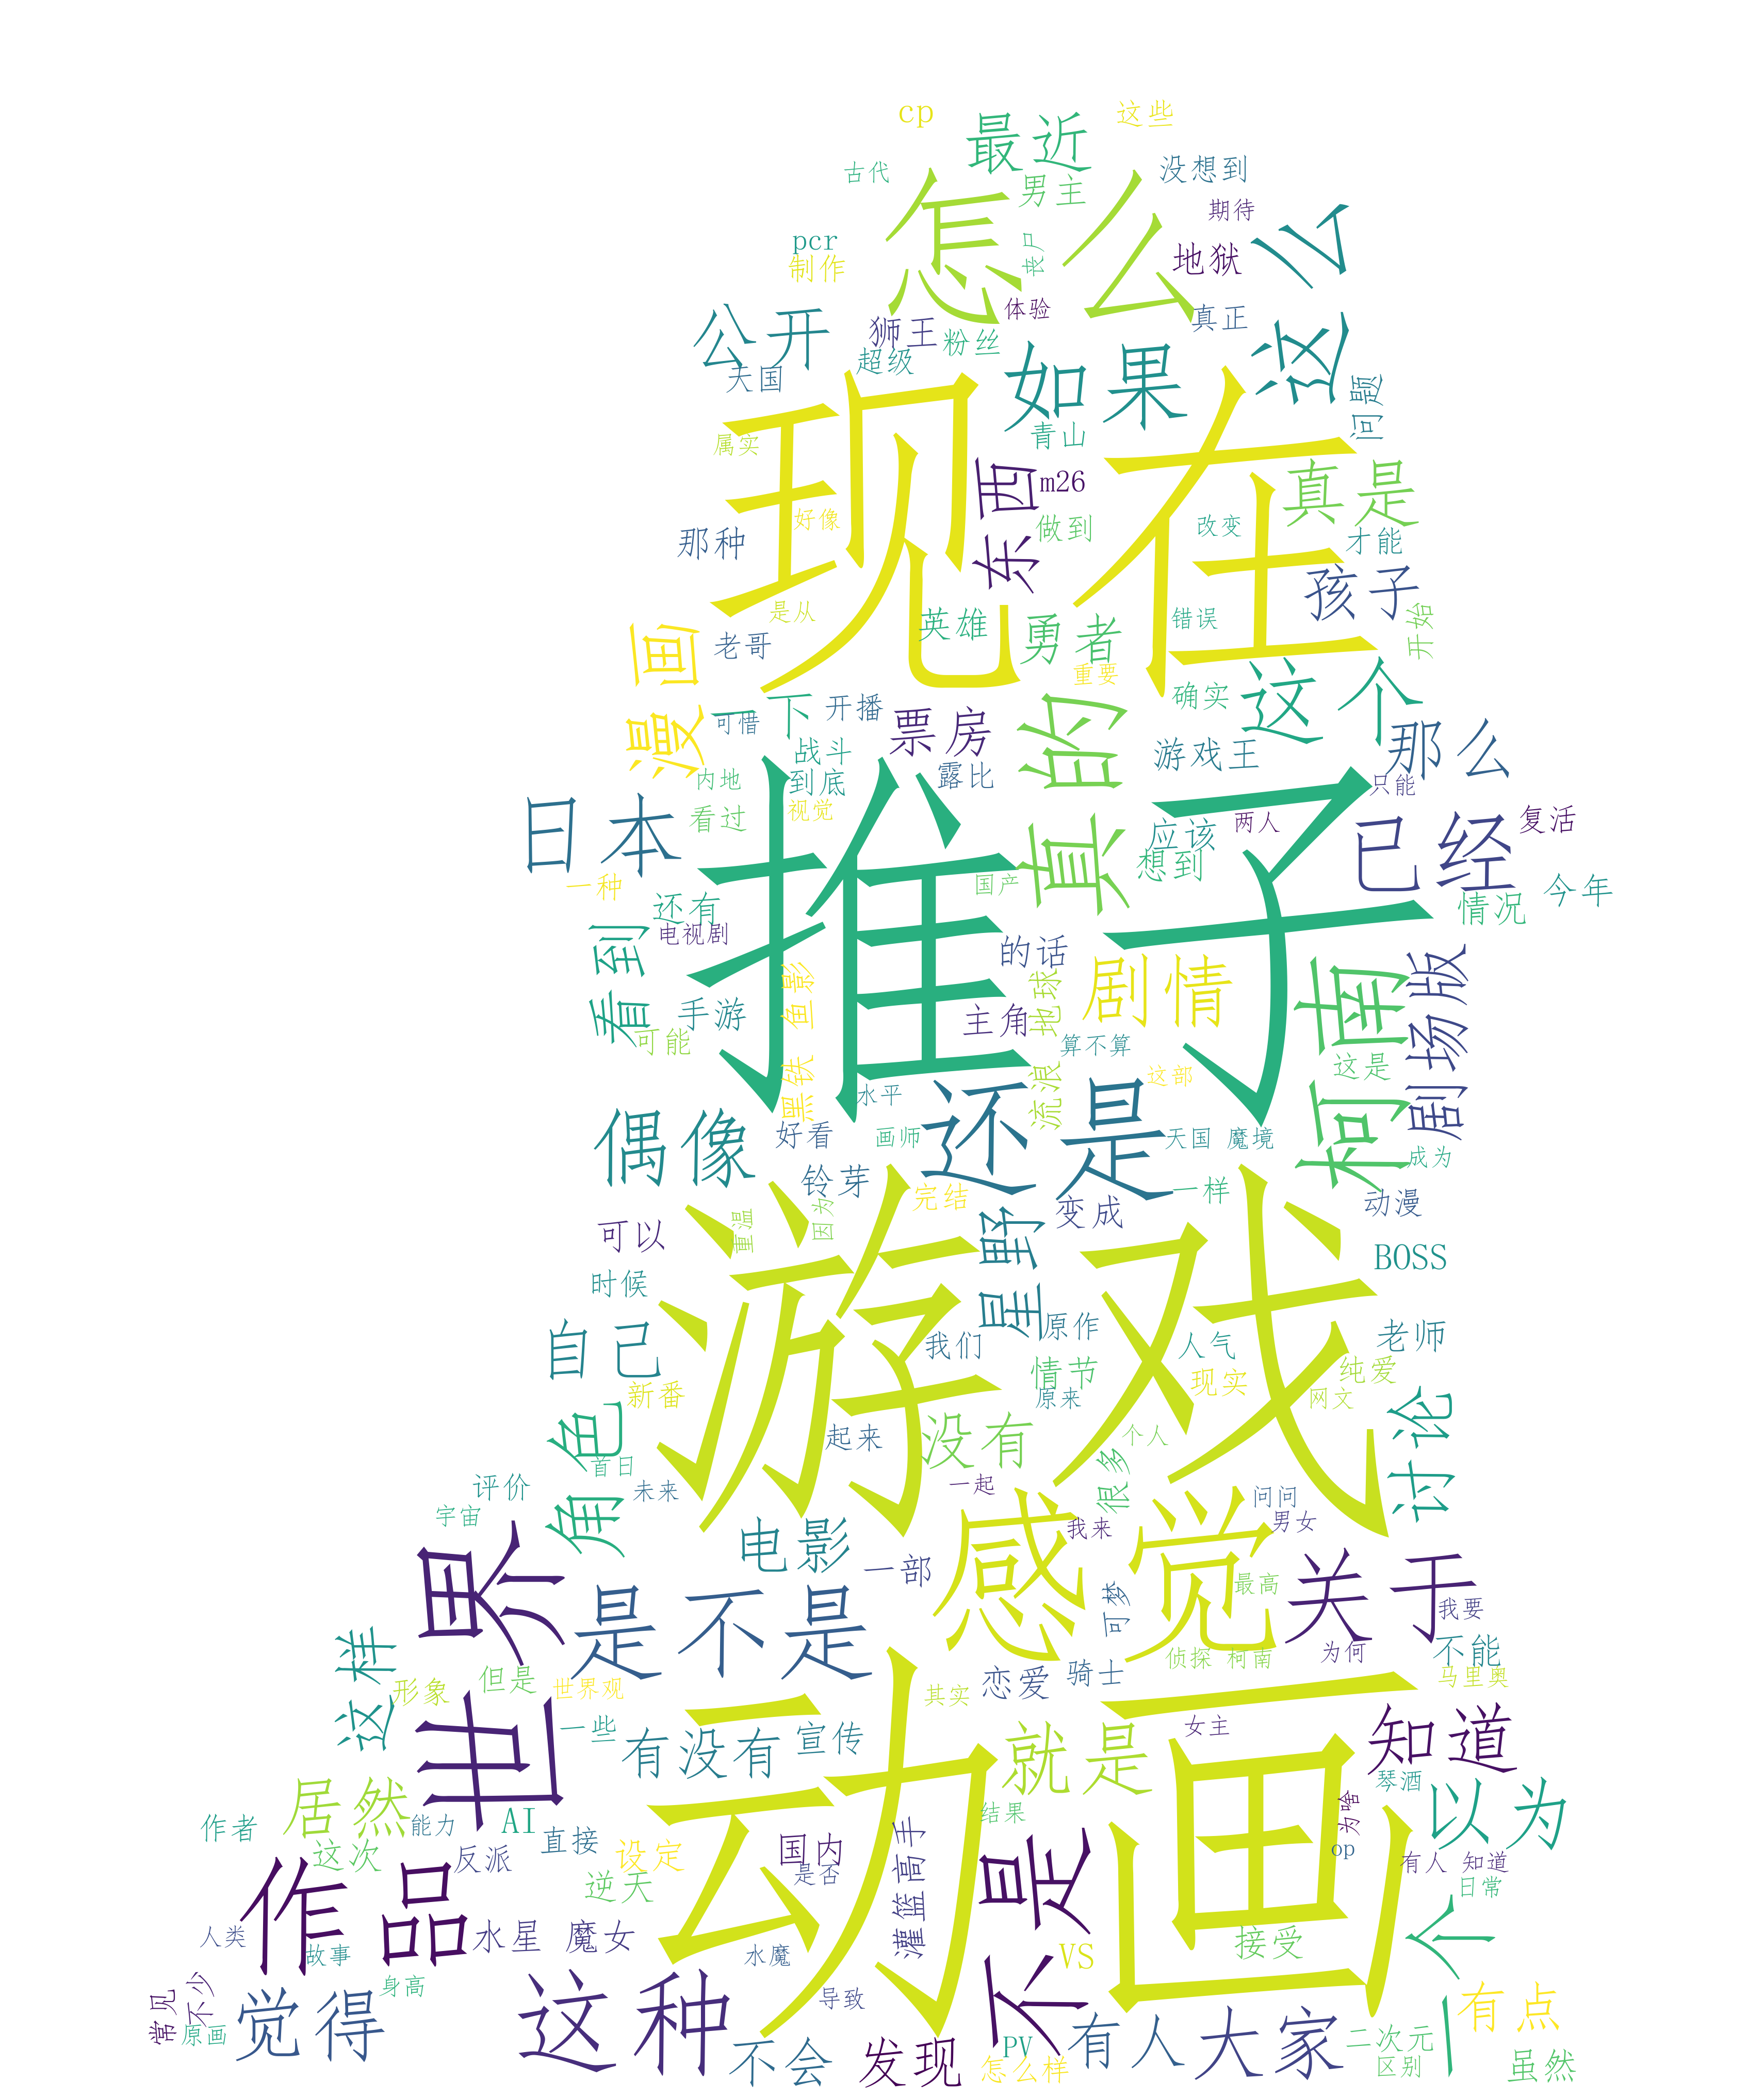 cp
最近
这些
古代
怎么
男主
没想到
期待
丧尸
pcr
制作
地狱
这么
体验
公开
狮王
粉丝
真正
超级
天国
如果
问题
现在
属实
青山
东西
m26
真是
好像
做到
改变
那种
才能
孩子
是从
英雄
勇者
错误
开始
漫画
老哥
重要
这个
确实
一下
可惜
开播
票房
真的
那么
战斗
游戏王
内地
到底
露比
只能
推子
日本
看过
视觉
应该
两人
已经
复活
想到
一种
国产
今年
还有
情况
看到
电视剧
的话
剧情
柯南
剧场版
手游
黑铁 鱼影
主角
流浪 地球
可能
算不算
这是
水平
还是
这部
偶像
好看
画师
天国 魔境
成为
铃芽
完结
一样
动漫
可以
重温
因为
星野
变成
游戏
BOSS
时候
自己
我们
原作
人气
老师
新番
情节
现实
纯爱
原来
网文
角色
起来
没有
个人
讨论
首日
评价
未来
一起
很多
问问
宇宙
感觉
我来
男女
世界
电影
一部
可梦
最高
关于
是不是
我要
这样
不能
为何
形象
但是
世界观
其实
恋爱
骑士
侦探 柯南
马里奥
一些
有没有
宣传
就是
女主
知道
居然
动画
琴酒
以为
作者
能力
AI
直接
结果
为啥
这次
反派
设定
国内
灌篮高手
不是
op
有人 知道
作品
逆天
是否
日常
一个
人类
水星 魔女
接受
故事
水魔
VS
身高
常见
不少
这种
导致
有点
原画
觉得
PV
有人
大家
二次元
不会
发现
怎么样
区别
虽然